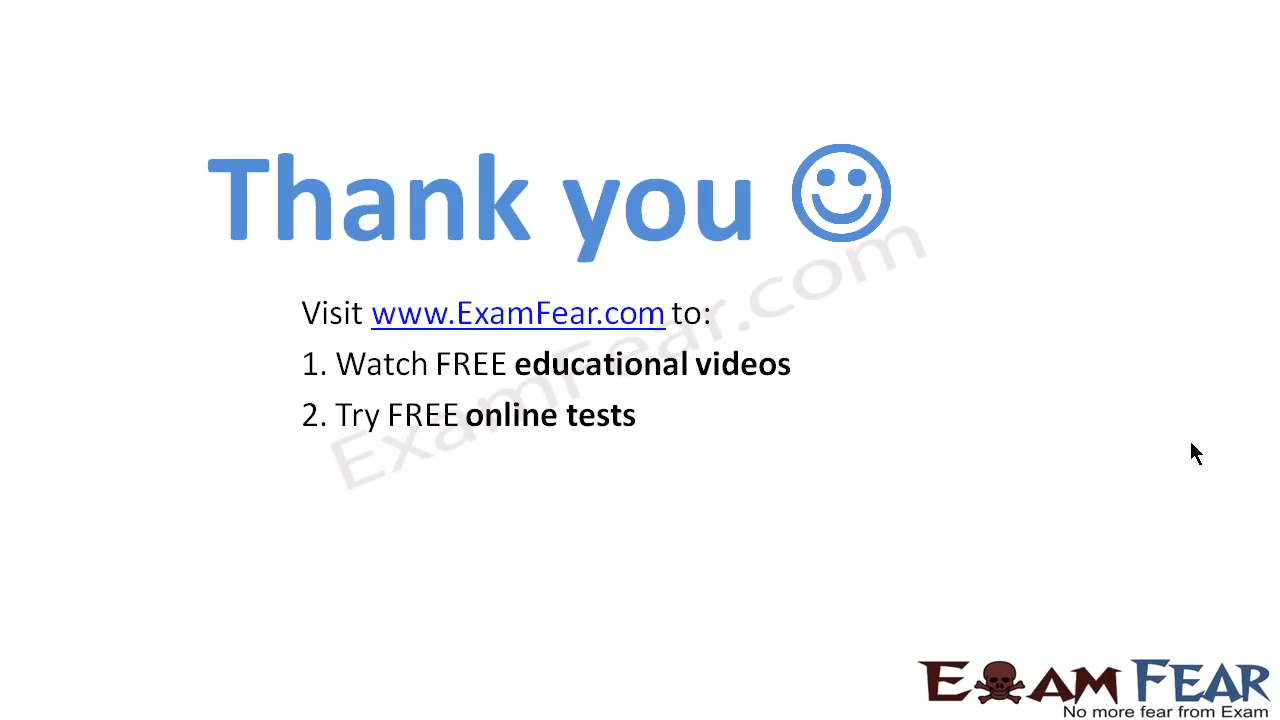 Thank you
Visit www.ExamFear.com to:
1. Watch FREE educational videos
2. Try FREE online tests
ExamFear.com
EXAM FEAR
No more fear from Exam